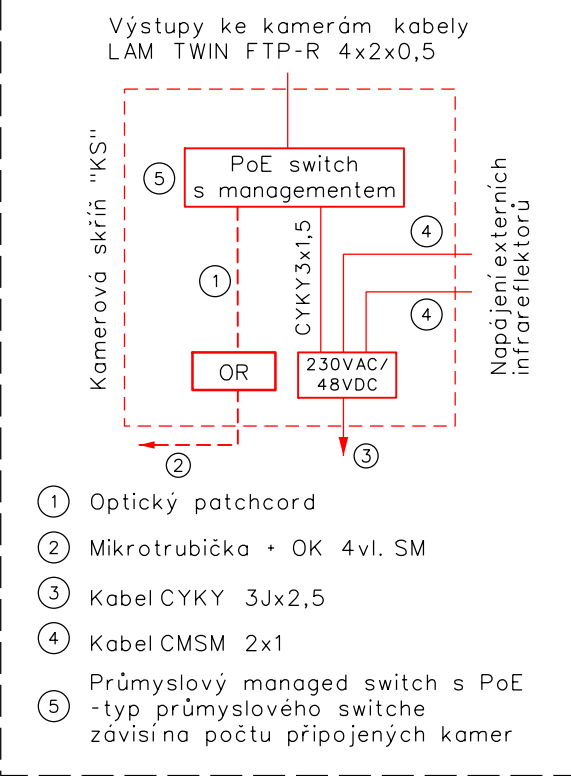 Výstupy ke kamerám kabely
LAM TWIN FTP-R 4x2x0,5
Kamerová skříň "KS"
5
PoE switch
s managementem
CYKY3x1,5
4
4
Napájení externích
infrareflektorů
1
OR
230VAC/
48VDC
2
3
1 Optický patchcord
2 Mikrotrubička + OK 4vl. SM
3 Kabel CYKY 3Jx2,5
4 Kabel CMSM 2x1
5 Průmyslový managed switch s PoE
-typ průmyslového switche
závisí na počtu připojených kamer